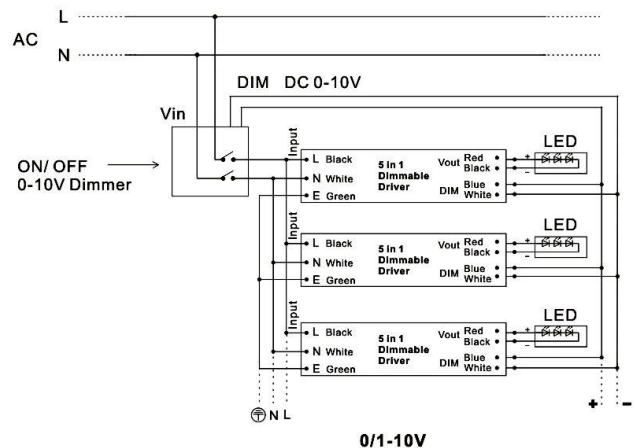 L
AC
N
DIM DC 0-10V
Vin
ON/ OFF
0-10V Dimmer
Input
L Black
N White
E Green
5 in 1
Dimmable
Driver
Vout Red
Black
DIM Blue
White
LED
+
-
Input
L Black
N White
E Green
5 in 1
Dimmable
Driver
Vout Red
Black
DIM Blue
White
LED
+
-
Input
L Black
N White
E Green
5 in 1
Dimmable
Driver
Vout Red
Black
DIM Blue
White
LED
+
-
N L
+ -
0/1-10V